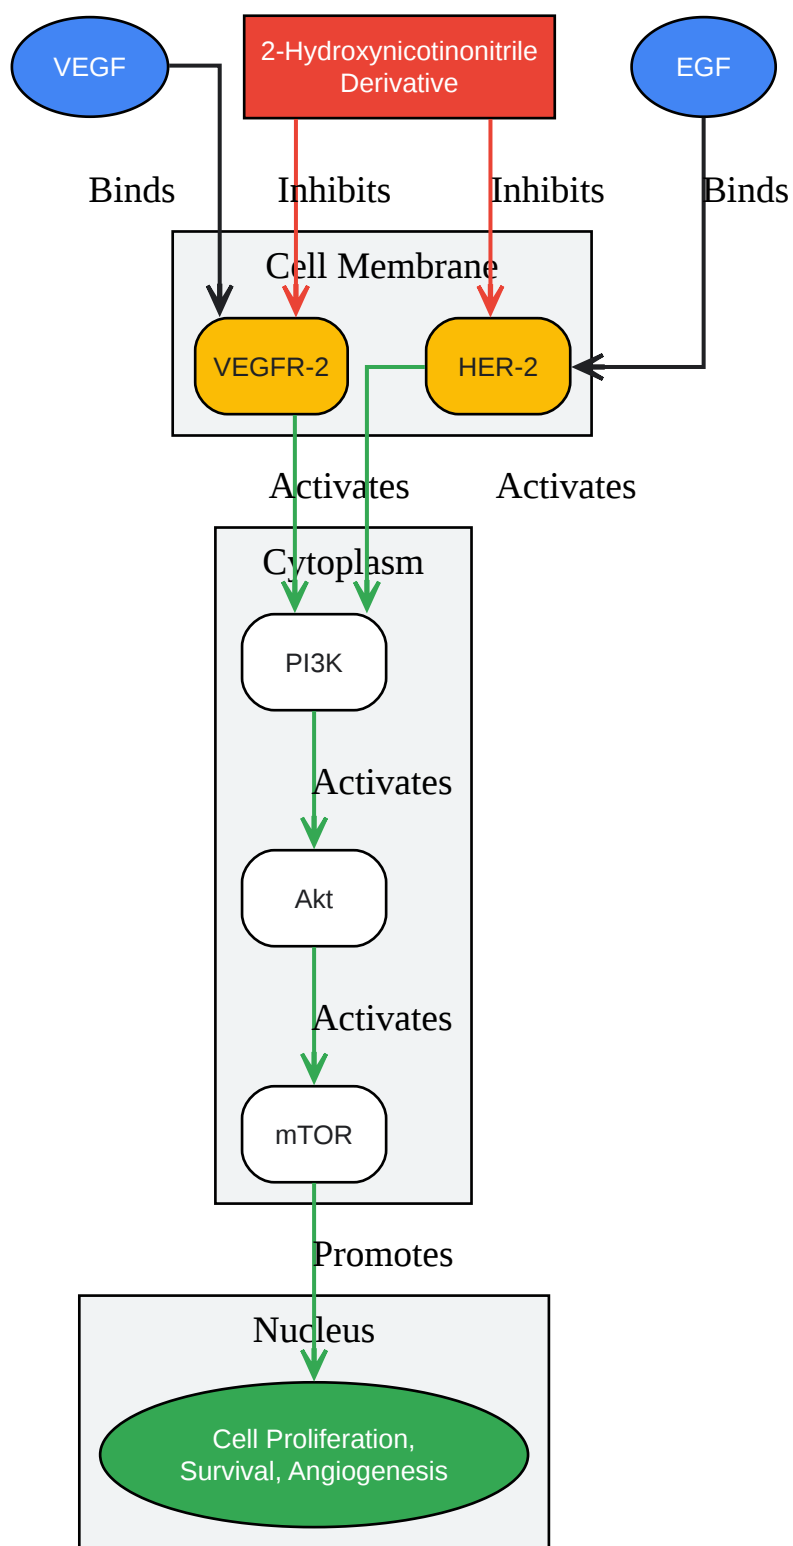 VEGF
2-Hydroxynicotinonitrile
Derivative
EGF
Binds
Inhibits
Inhibits
Binds
Cell Membrane
VEGFR-2
HER-2
Activates
Activates
Cytoplasm
PI3K
Activates
Akt
Activates
mTOR
Promotes
Nucleus
Cell Proliferation,
Survival, Angiogenesis